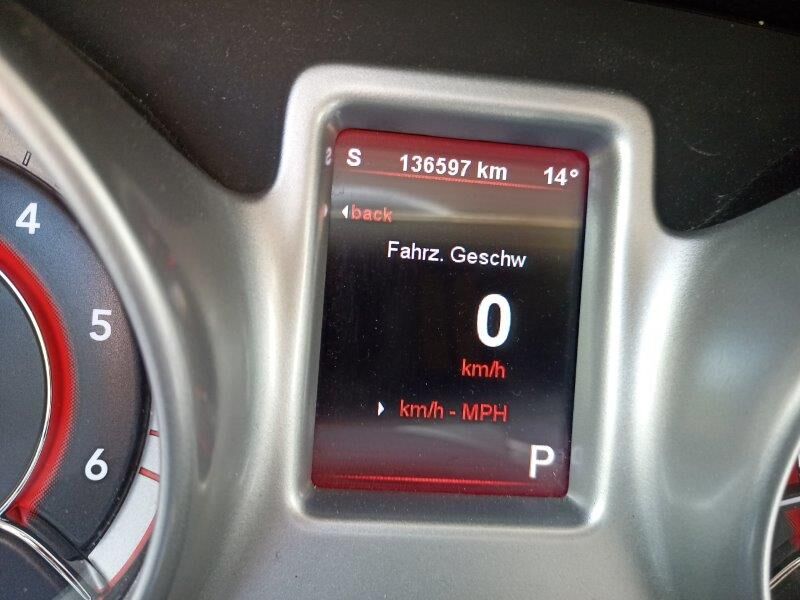 S 136597 km 14°
back
Fahrz. Geschw
0
km/h
km/h - MPH
P
4
5
6